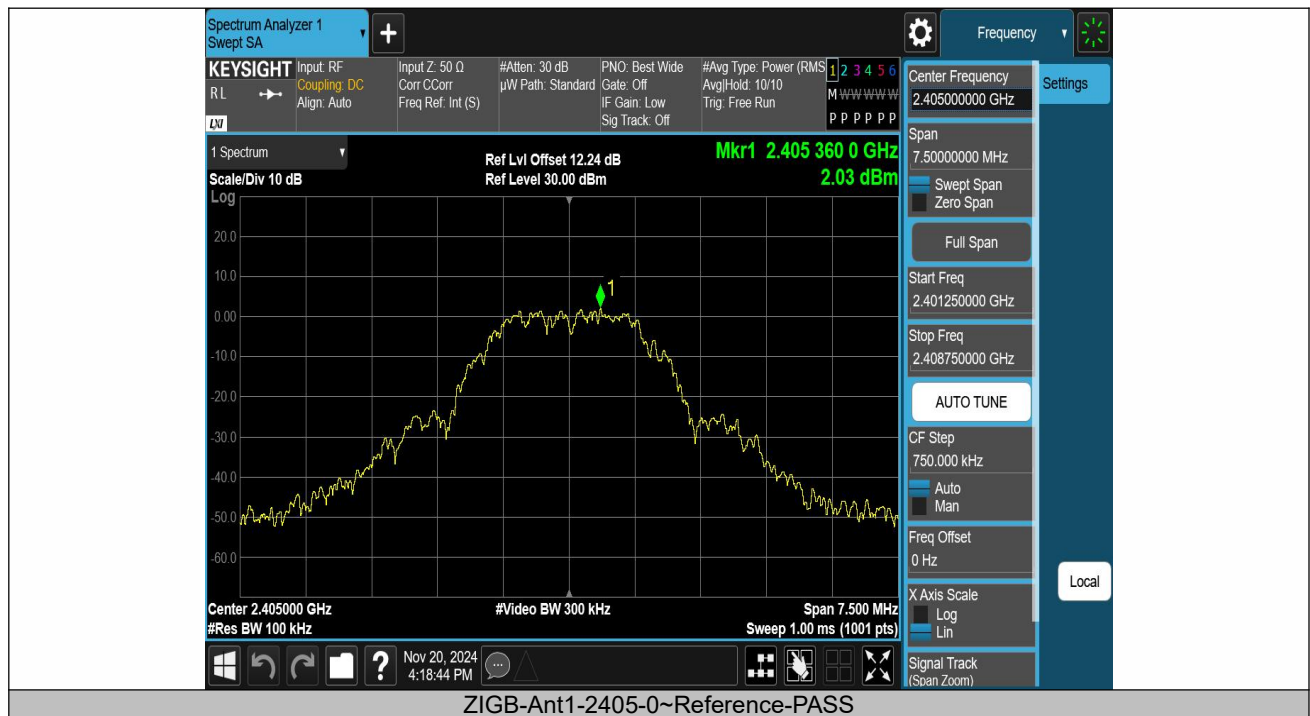 Spectrum Analyzer 1
Swept SA
+
Frequency
KEYSIGHT
RL
LXI
Input: RF
Coupling: DC
Align: Auto
Input Z: 50 Ω
Corr CCorr
Freq Ref: Int (S)
#Atten: 30 dB
µW Path: Standard
PNO: Best Wide
Gate: Off
IF Gain: Low
Sig Track: Off
#Avg Type: Power (RMS
Avg|Hold: 10/10
Trig: Free Run
1 2 3 4 5 6
M W W W W W
P P P P P P
1 Spectrum
Scale/Div 10 dB
Log
Ref Lvl Offset 12.24 dB
Ref Level 30.00 dBm
Mkr1 2.405 360 0 GHz
2.03 dBm
20.0
10.0
0.00
-10.0
-20.0
-30.0
-40.0
-50.0
-60.0
1
Center 2.405000 GHz
#Res BW 100 kHz
#Video BW 300 kHz
Span 7.500 MHz
Sweep 1.00 ms (1001 pts)
Center Frequency
2.405000000 GHz
Settings
Span
7.50000000 MHz
Swept Span
Zero Span
Full Span
Start Freq
2.401250000 GHz
Stop Freq
2.408750000 GHz
AUTO TUNE
CF Step
750.000 kHz
Auto
Man
Freq Offset
0 Hz
X Axis Scale
Log
Lin
Local
Signal Track
(Span Zoom)
?
Nov 20, 2024
4:18:44 PM
ZIGB-Ant1-2405-0~Reference-PASS